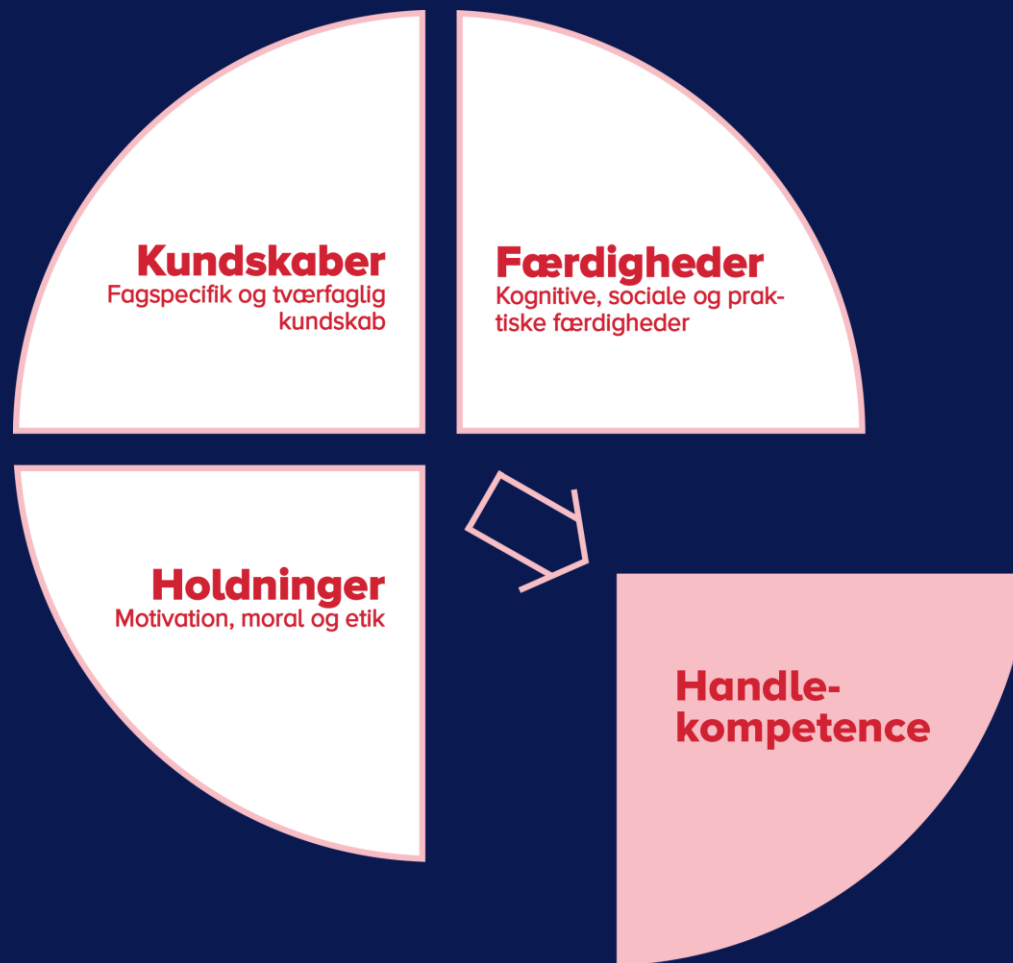 Kundskaber
Fagspecifik og tværfaglig
kundskab
Færdigheder
Kognitive, sociale og prak-
tiske færdigheder
Holdninger
Motivation, moral og etik
Handle-
kompetence